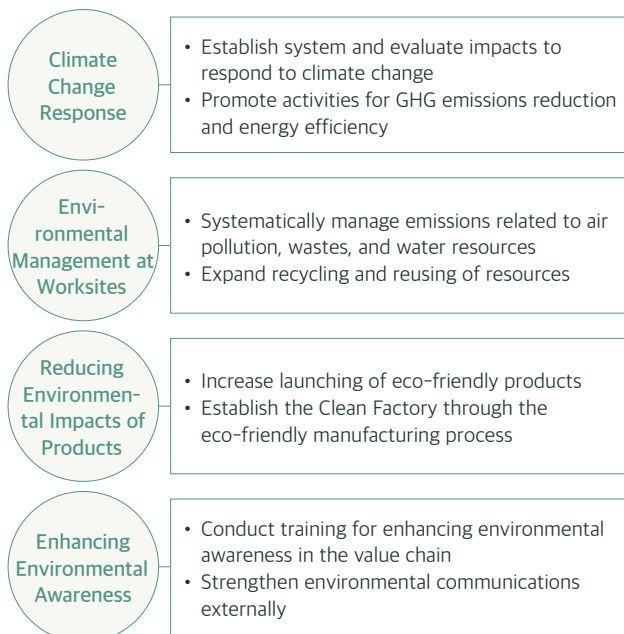 Climate
Change
Response
• Establish system and evaluate impacts to
respond to climate change
• Promote activities for GHG emissions reduction
and energy efficiency
Envi-
ronmental
Management at
Worksites
• Systematically manage emissions related to air
pollution, wastes, and water resources
• Expand recycling and reusing of resources
Reducing
Environmen-
tal Impacts of
Products
• Increase launching of eco-friendly products
• Establish the Clean Factory through the
eco-friendly manufacturing process
Enhancing
Environmental
Awareness
• Conduct training for enhancing environmental
awareness in the value chain
• Strengthen environmental communications
externally